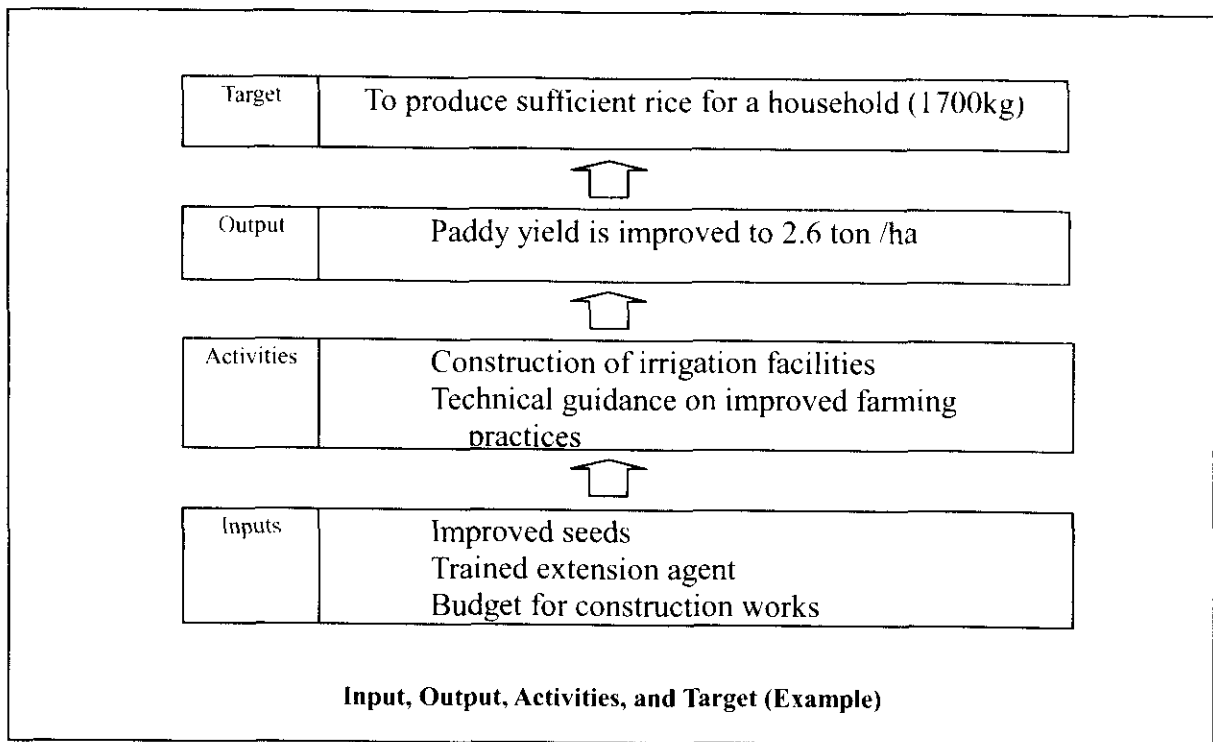 Target
To produce sufficient rice for a household (1700kg)
Output
Paddy yield is improved to 2.6 ton /ha
Activities
Construction of irrigation facilities
Technical guidance on improved farming
practices
Inputs
Improved seeds
Trained extension agent
Budget for construction works
Input, Output, Activities, and Target (Example)